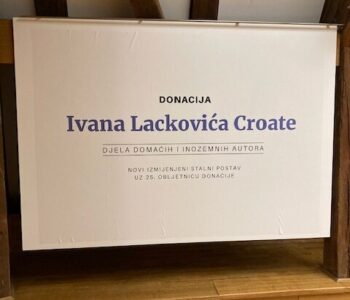 DONACIJA
Ivana Lackovića Croate
DJELA DOMAĆIH I INOZEMNIH AUTORA
NOVI IZMIJENJENI STALNI POSTAV
UZ 25. OBLJETNICU DONACIJE